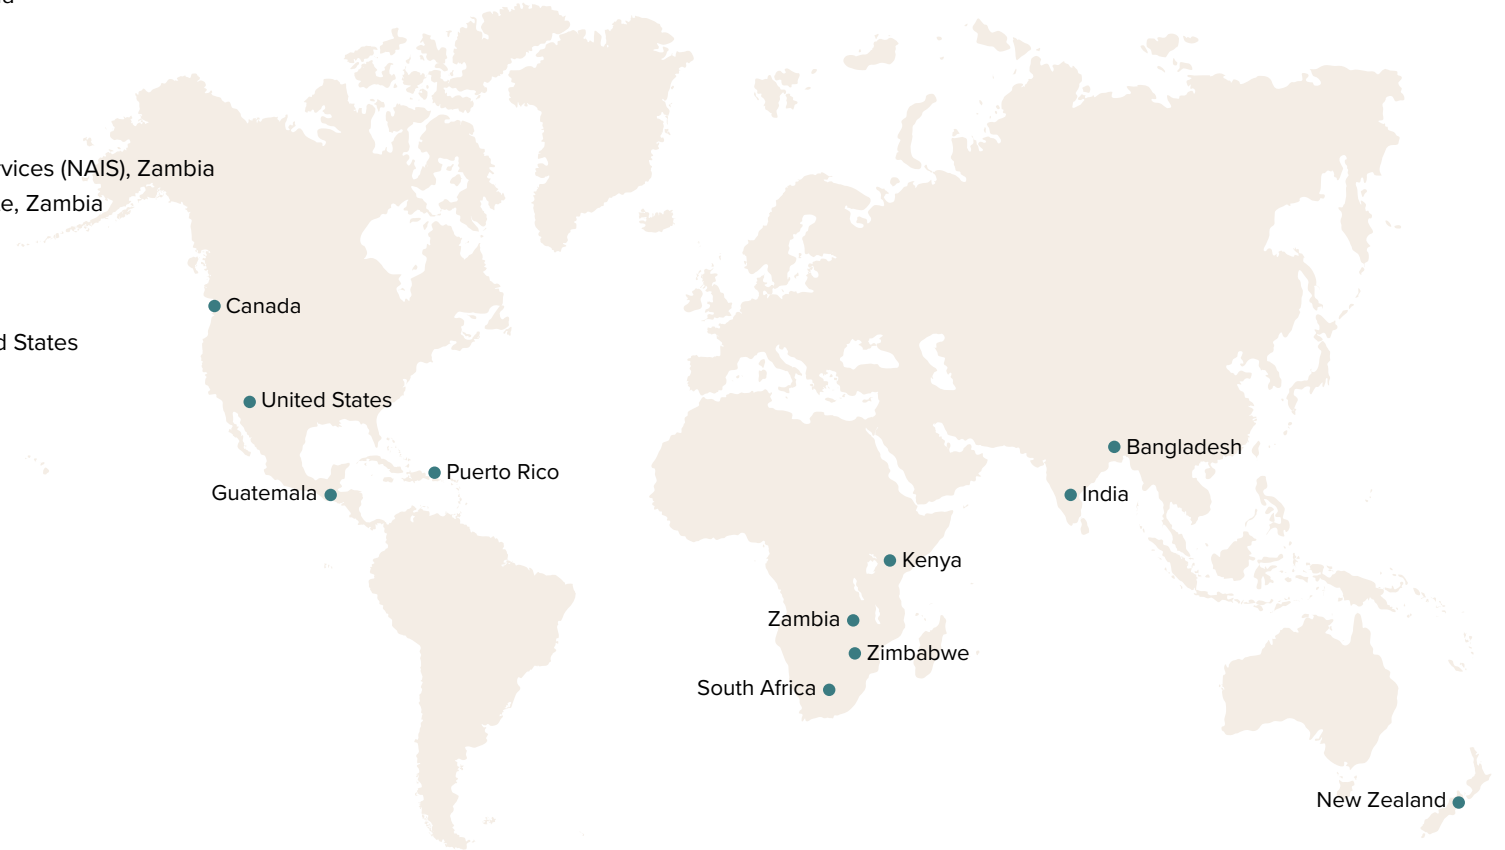 vices (NAIS), Zambia
e, Zambia
Canada
d States
United States
Bangladesh
Puerto Rico
Guatemala
India
Kenya
Zambia
Zimbabwe
South Africa
New Zealand